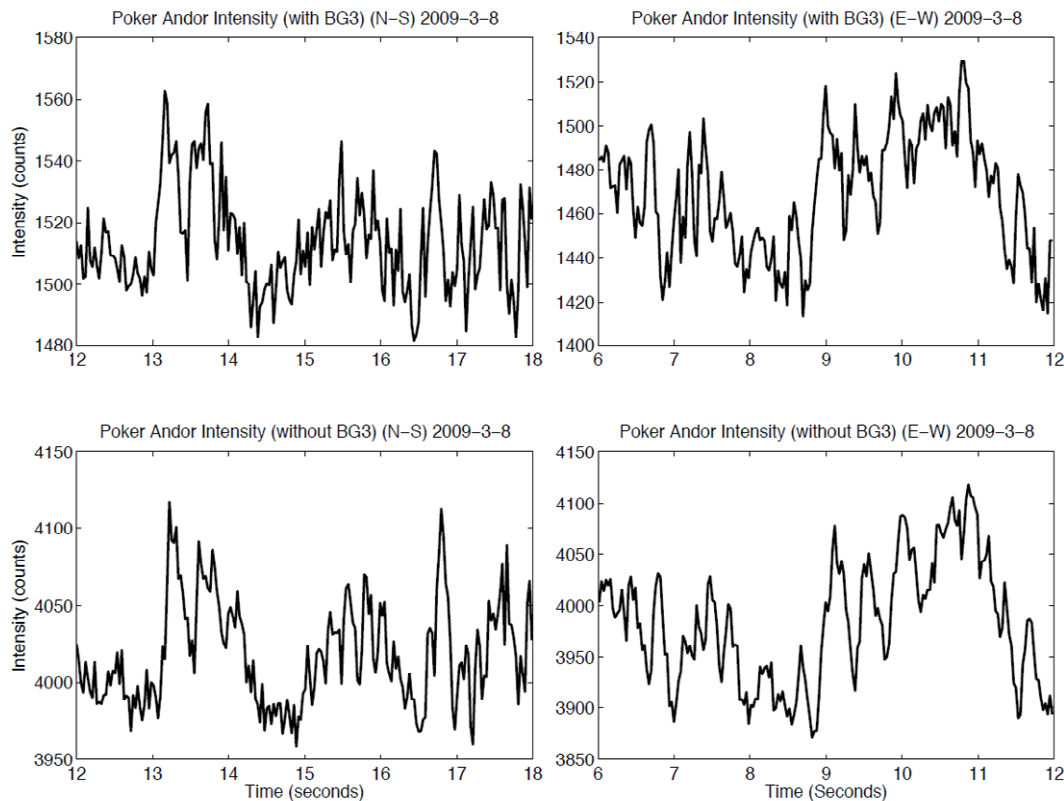 Poker Andor Intensity (with BG3) (N–S) 2009–3–8
Intensity (counts)
1580
1560
1540
1520
1500
1480
12 13 14 15 16 17 18
Poker Andor Intensity (with BG3) (E–W) 2009–3–8
1540
1520
1500
1480
1460
1440
1420
1400
6 7 8 9 10 11 12
Poker Andor Intensity (without BG3) (N–S) 2009–3–8
Intensity (counts)
4150
4100
4050
4000
3950
12 13 14 15 16 17 18
Time (seconds)
Poker Andor Intensity (without BG3) (E–W) 2009–3–8
4150
4100
4050
4000
3950
3900
3850
6 7 8 9 10 11 12
Time (Seconds)